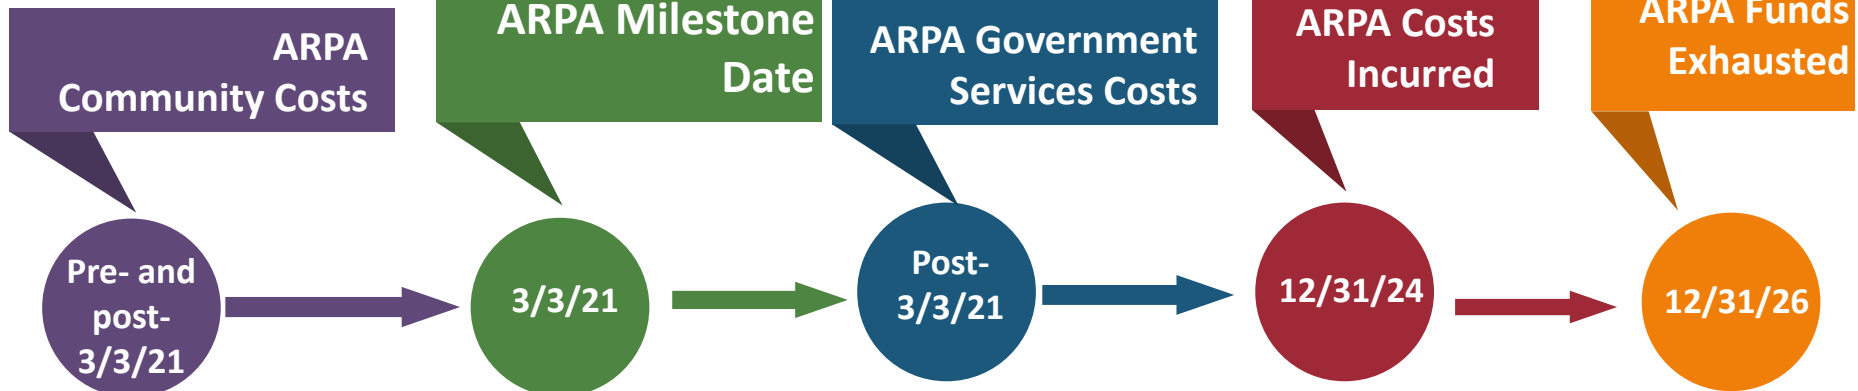 ARPA
Community Costs
ARPA Milestone
Date
ARPA Government
Services Costs
ARPA Costs
Incurred
ARPA Funds
Exhausted
Pre- and
post-
3/3/21
3/3/21
Post-
3/3/21
12/31/24
12/31/26